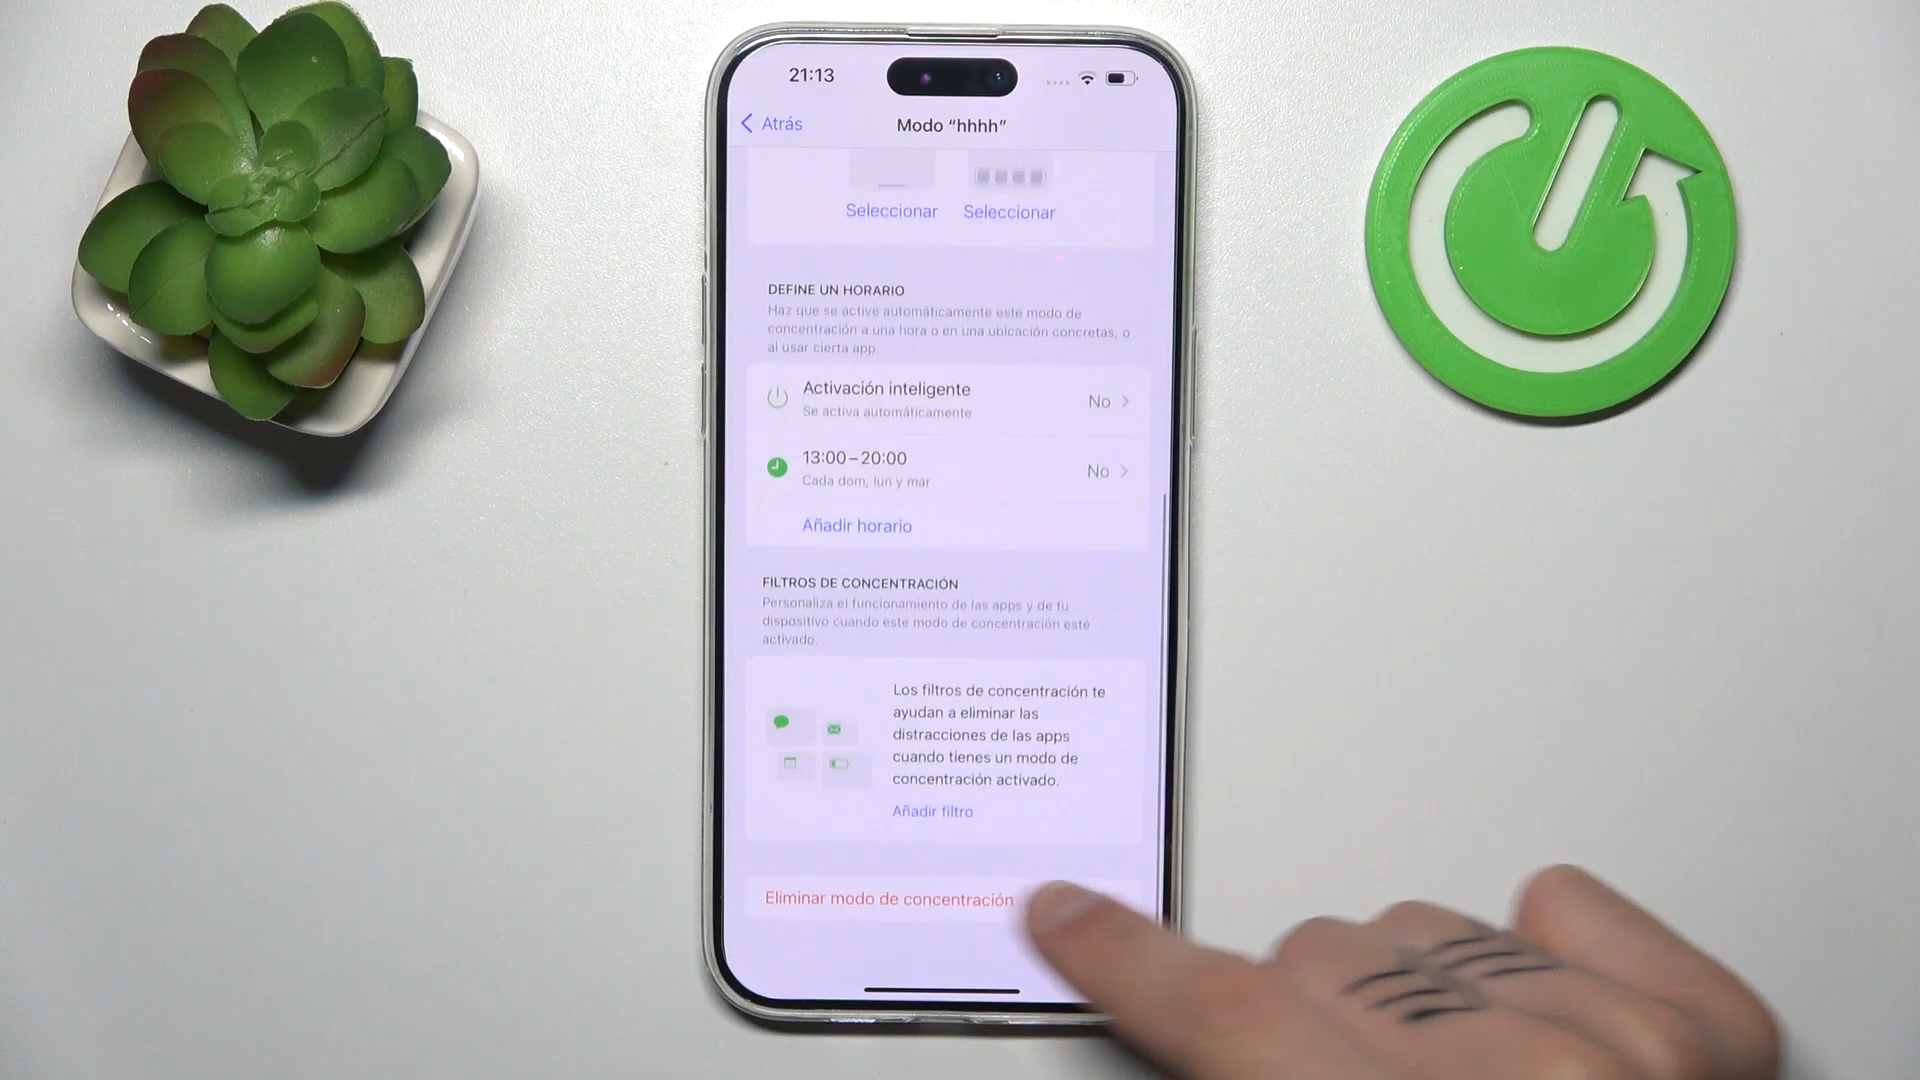 21:13
Atrás
Modo “hhhh”
Seleccionar Seleccionar
DEFINE UN HORARIO
Haz que se active automáticamente este modo de
concentración a una hora o en una ubicación concretas, o
al usar cierta app.
Activación inteligente
Se activa automáticamente
No
13:00–20:00
Cada dom, lun y mar
No
Añadir horario
FILTROS DE CONCENTRACIÓN
Personaliza el funcionamiento de las apps y de tu
dispositivo cuando este modo de concentración esté
activado.
Los filtros de concentración te
ayudan a eliminar las
distracciones de las apps
cuando tienes un modo de
concentración activado.
Añadir filtro
Eliminar modo de concentración